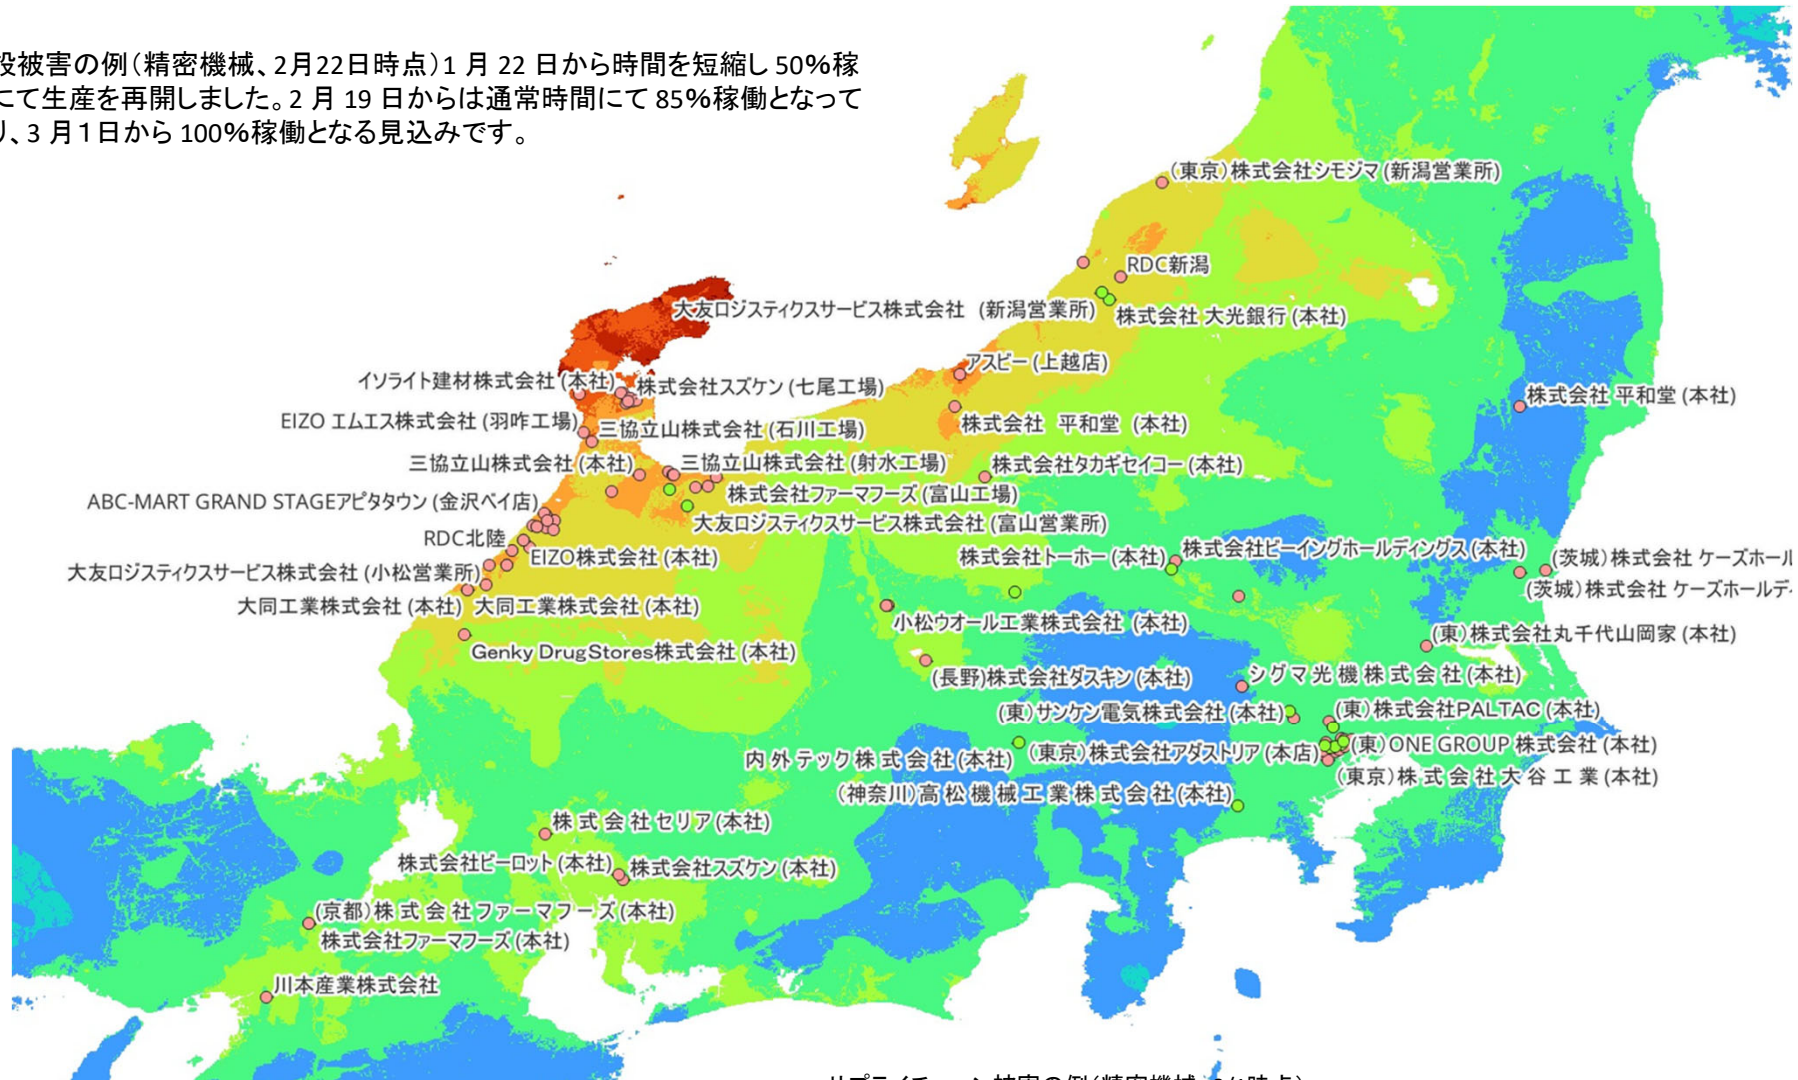 設被害の例（精密機械、2月22日時点）1 月 22 日から時間を短縮し 50%稼
にて生産を再開しました。2 月 19 日からは通常時間にて 85%稼働となって
り、3 月１日から 100%稼働となる見込みです。
（東京）株式会社シモジマ (新潟営業所)
RDC新潟
大友ロジスティクスサービス株式会社 (新潟営業所)
株式会社 大光銀行 (本社)
アスビー (上越店)
イソライト建材株式会社 (本社)
株式会社スズケン (七尾工場)
株式会社 平和堂 (本社)
EIZO エムエス株式会社 (羽咋工場)
三協立山株式会社 (石川工場)
株式会社 平和堂 (本社)
三協立山株式会社 (本社)
三協立山株式会社 (射水工場)
株式会社タカギセイコー (本社)
ABC-MART GRAND STAGEアピタタウン (金沢ベイ店)
株式会社ファーマフーズ (富山工場)
大友ロジスティクスサービス株式会社 (富山営業所)
RDC北陸
EIZO株式会社 (本社)
株式会社トーホー (本社)
株式会社ビーイングホールディングス (本社)
（茨城）株式会社 ケーズホール
大友ロジスティクスサービス株式会社 (小松営業所)
（茨城）株式会社 ケーズホールデ
大同工業株式会社 (本社)
大同工業株式会社 (本社)
小松ウオール工業株式会社 (本社)
（東）株式会社丸千代山岡家 (本社)
Genky DrugStores株式会社 (本社)
(長野)株式会社ダスキン (本社)
シグマ光機株式会社 (本社)
（東）サンケン電気株式会社 (本社)
（東）株式会社PALTAC (本社)
内外テック株式会社 (本社)
（東京）株式会社アダストリア (本店)
（東）ONE GROUP 株式会社 (本社)
（東京）株式会社大谷工業 (本社)
（神奈川）高松機械工業株式会社 (本社)
株式会社セリア (本社)
株式会社ビーロット (本社)
株式会社スズケン (本社)
(京都)株式会社ファーマフーズ (本社)
株式会社ファーマフーズ (本社)
川本産業株式会社